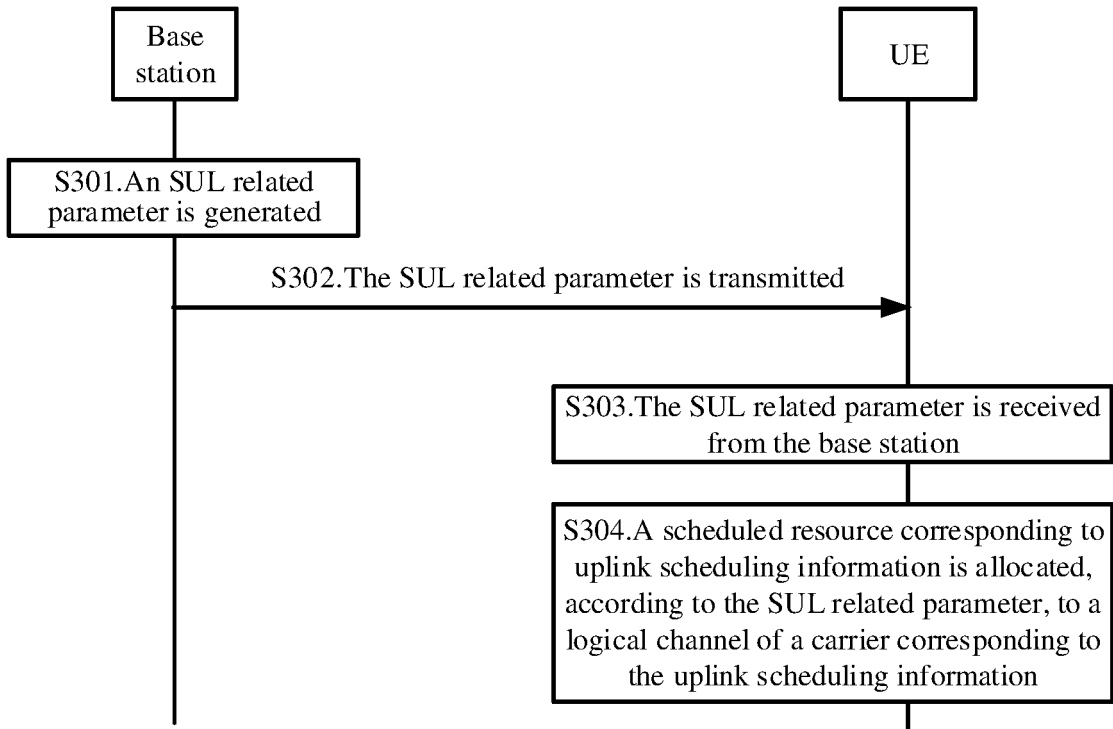 Base
station
UE
S301.An SUL related
parameter is generated
S302.The SUL related parameter is transmitted
S303.The SUL related parameter is received
from the base station
S304.A scheduled resource corresponding to
uplink scheduling information is allocated,
according to the SUL related parameter, to a
logical channel of a carrier corresponding to
the uplink scheduling information